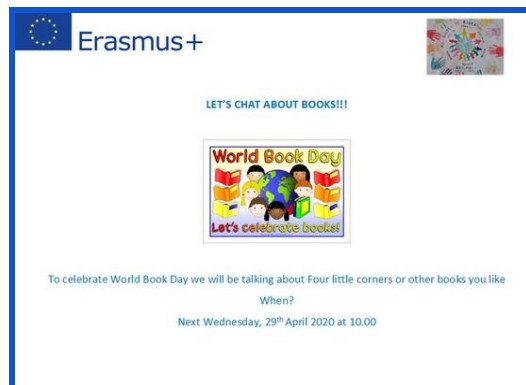 Erasmus+
LET'S CHAT ABOUT BOOKS!!!
World Book Day
Let's celebrate books!
To celebrate World Book Day we will be talking about Four little corners or other books you like
When?
Next Wednesday, 29th April 2020 at 10.00